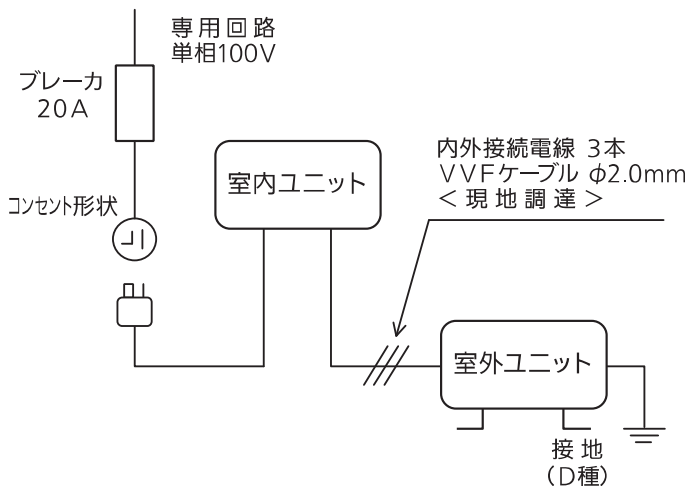 専用回路
単相100V
ブレーカ
20A
コンセント形状
室内ユニット
内外接続電線 3本
VVFケーブル φ2.0mm
<現地調達>
室外ユニット
接地
(D種)